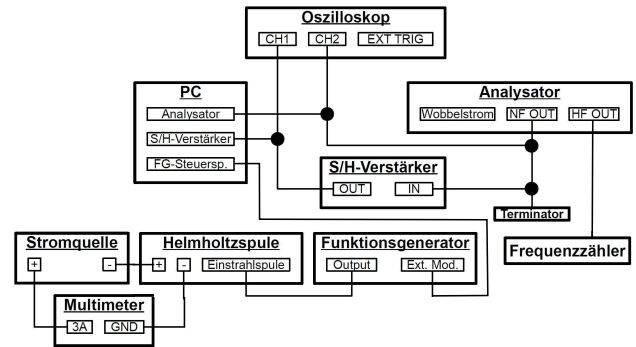 Oszilloskop
CH1 CH2 EXT TRIG
PC
Analysator
S/H-Verstärker
FG-Steuersp.
Analysator
Wobbelstrom NF OUT HF OUT
S/H-Verstärker
OUT IN
Terminator
Frequenzzähler
Stromquelle
+ -
Helmholtzspule
+ - Einstrahlspule
Funktionsgenerator
Output Ext. Mod.
Multimeter
3A GND